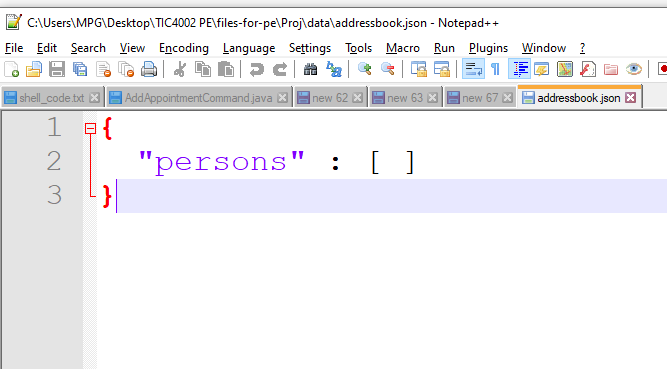 C:\Users\MPG\Desktop\TIC4002 PE\files-for-pe\Proj\data\addressbook.json - Notepad++
File Edit Search View Encoding Language Settings Tools Macro Run Plugins Window ?
shell_code.txt AddAppointmentCommand.java new 62 new 63 new 67 addressbook.json
1 {
2 "persons" : [ ]
3 }